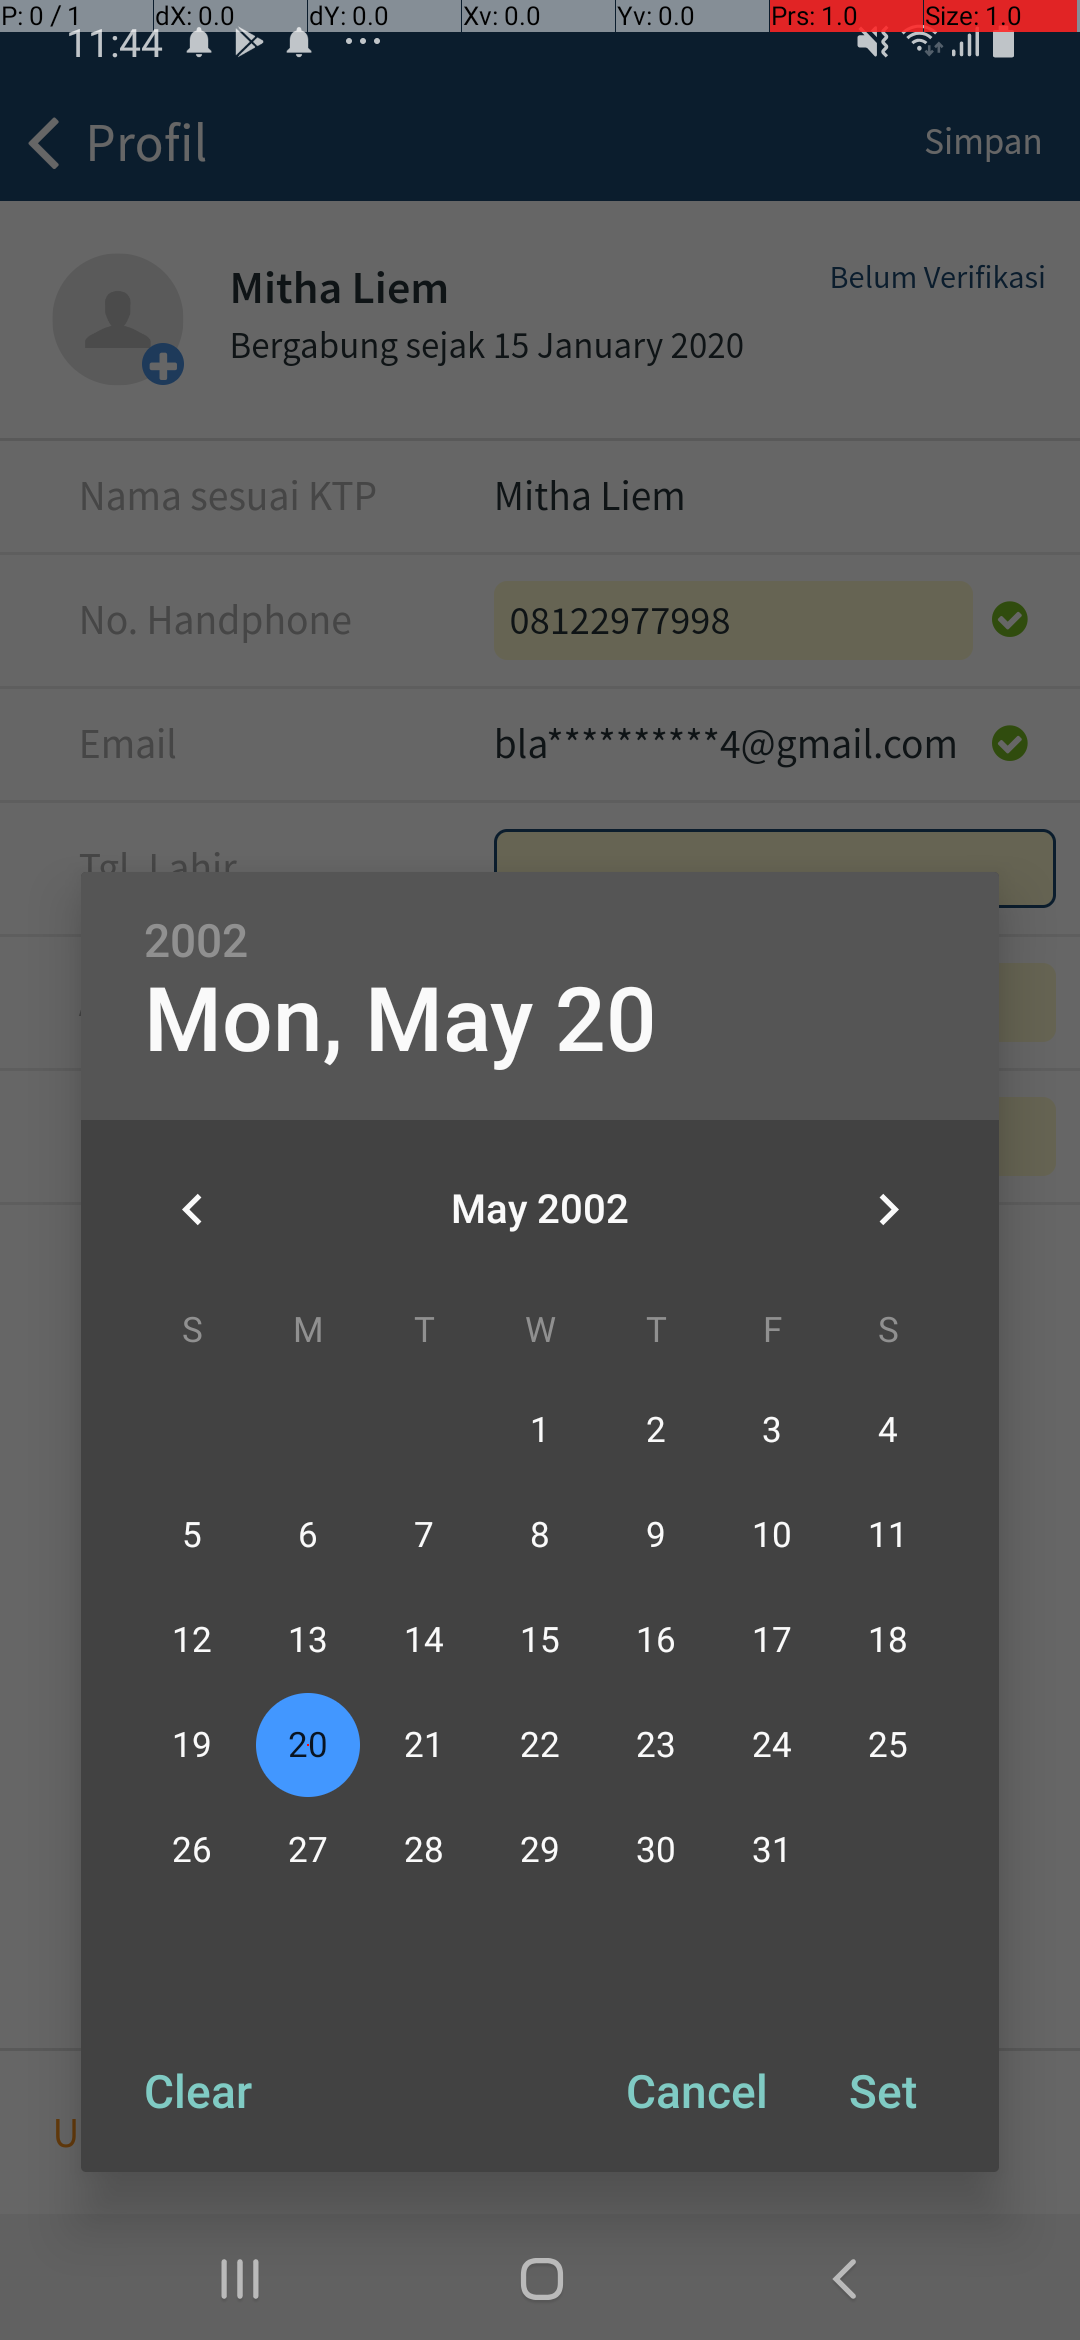 P: 0 / 1 dX: 0.0 dY: 0.0 Xv: 0.0 Yv: 0.0 Prs: 1.0 Size: 1.0
11:44
Profil Simpan
Mitha Liem Belum Verifikasi
Bergabung sejak 15 January 2020
Nama sesuai KTP Mitha Liem
No. Handphone 08122977998
Email bla**********4@gmail.com
Tgl. Lahir
2002
Mon, May 20
May 2002
S M T W T F S
1 2 3 4
5 6 7 8 9 10 11
12 13 14 15 16 17 18
19 20 21 22 23 24 25
26 27 28 29 30 31
Clear Cancel Set